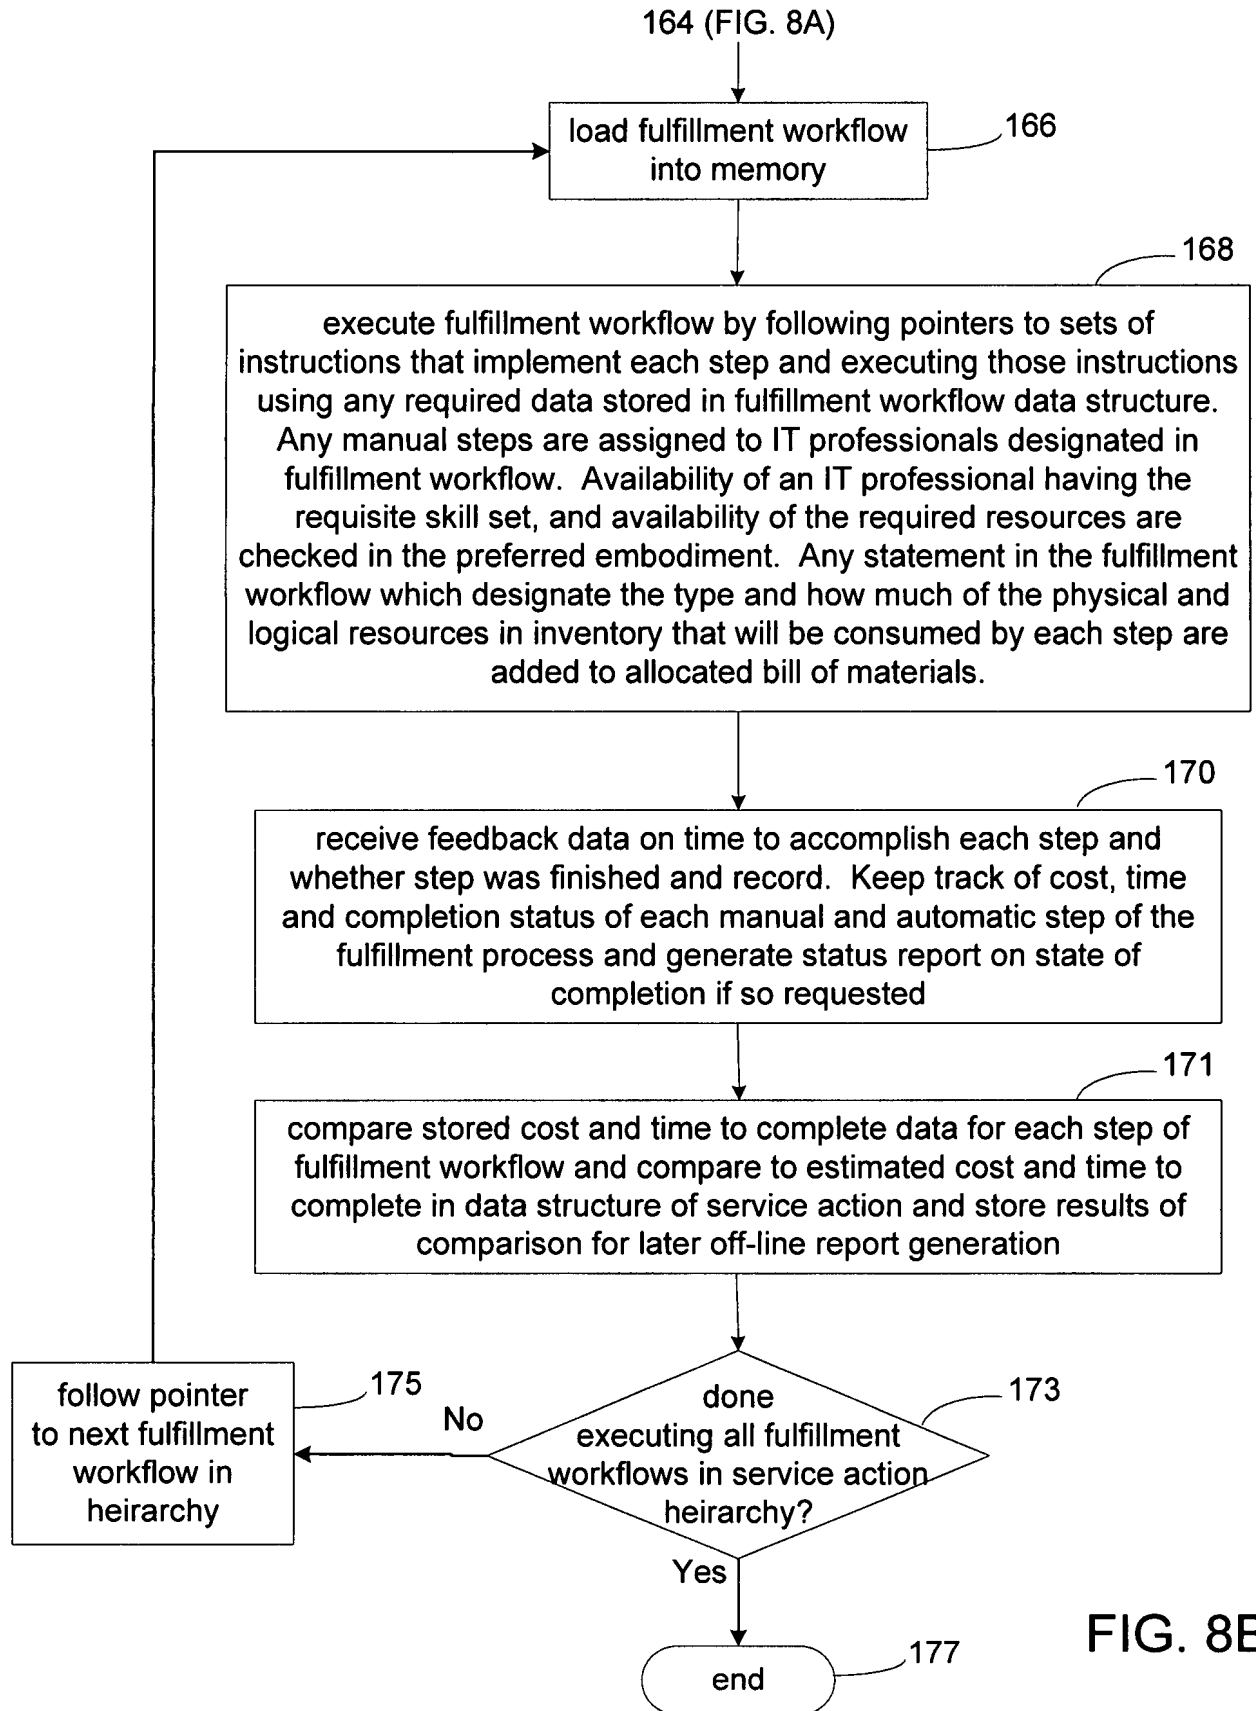 164 (FIG. 8A)
load fulfillment workflow
into memory
166
168
execute fulfillment workflow by following pointers to sets of
instructions that implement each step and executing those instructions
using any required data stored in fulfillment workflow data structure.
Any manual steps are assigned to IT professionals designated in
fulfillment workflow.  Availability of an IT professional having the
requisite skill set, and availability of the required resources are
checked in the preferred embodiment.  Any statement in the fulfillment
workflow which designate the type and how much of the physical and
logical resources in inventory that will be consumed by each step are
added to allocated bill of materials.
170
receive feedback data on time to accomplish each step and
whether step was finished and record.  Keep track of cost, time
and completion status of each manual and automatic step of the
fulfillment process and generate status report on state of
completion if so requested
171
compare stored cost and time to complete data for each step of
fulfillment workflow and compare to estimated cost and time to
complete in data structure of service action and store results of
comparison for later off-line report generation
173
done
executing all fulfillment
workflows in service action
heirarchy?
No
175
follow pointer
to next fulfillment
workflow in
heirarchy
Yes
177
end
FIG. 8B